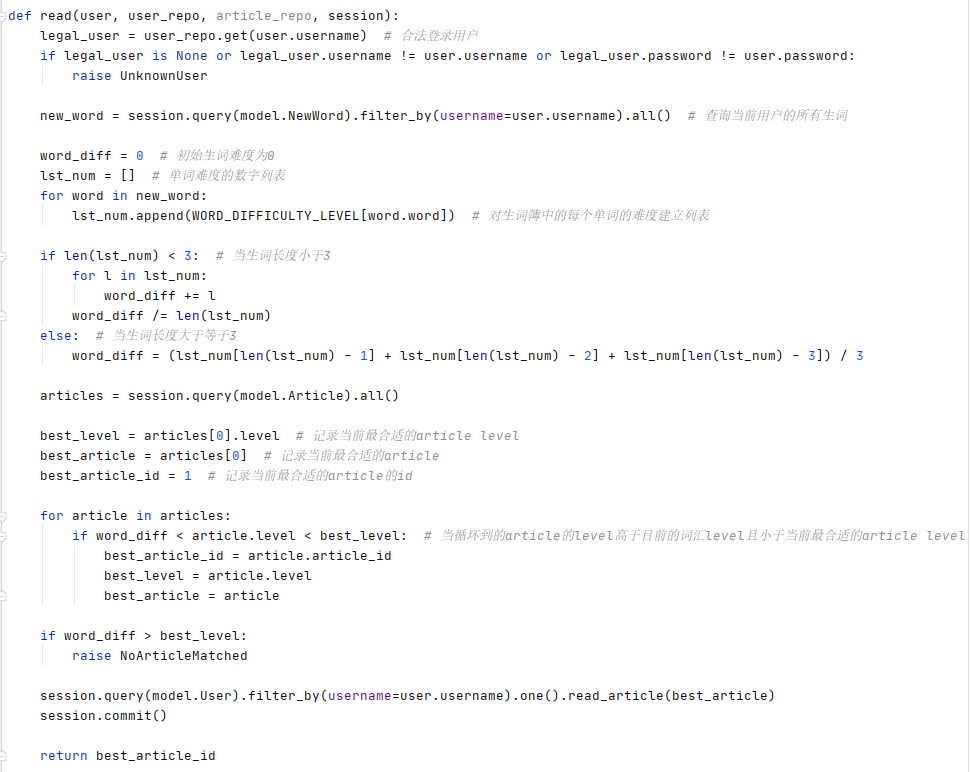 def read(user, user_repo, article_repo, session):
    legal_user = user_repo.get(user.username)  # 合法登录用户
    if legal_user is None or legal_user.username != user.username or legal_user.password != user.password:
        raise UnknownUser

    new_word = session.query(model.NewWord).filter_by(username=user.username).all()  # 查询当前用户的所有生词

    word_diff = 0  # 初始生词难度为0
    lst_num = []  # 单词难度的数字列表
    for word in new_word:
        lst_num.append(WORD_DIFFICULTY_LEVEL[word.word])  # 对生词簿中的每个单词的难度建立列表

    if len(lst_num) < 3:  # 当生词长度小于3
        for l in lst_num:
            word_diff += l
        word_diff /= len(lst_num)
    else:  # 当生词长度大于等于3
        word_diff = (lst_num[len(lst_num) - 1] + lst_num[len(lst_num) - 2] + lst_num[len(lst_num) - 3]) / 3

    articles = session.query(model.Article).all()

    best_level = articles[0].level  # 记录当前最合适的article level
    best_article = articles[0]  # 记录当前最合适的article
    best_article_id = 1  # 记录当前最合适的article的id

    for article in articles:
        if word_diff < article.level < best_level:  # 当循环到的article的level高于目前的词汇level且小于当前最合适的article level
            best_article_id = article.article_id
            best_level = article.level
            best_article = article

    if word_diff > best_level:
        raise NoArticleMatched

    session.query(model.User).filter_by(username=user.username).one().read_article(best_article)
    session.commit()

    return best_article_id